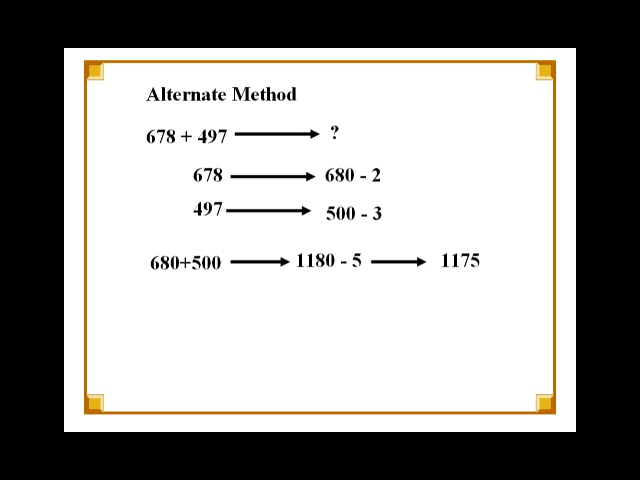 Alternate Method
678 + 497 ?
678 680 - 2
497 500 - 3
680+500 1180 - 5 1175